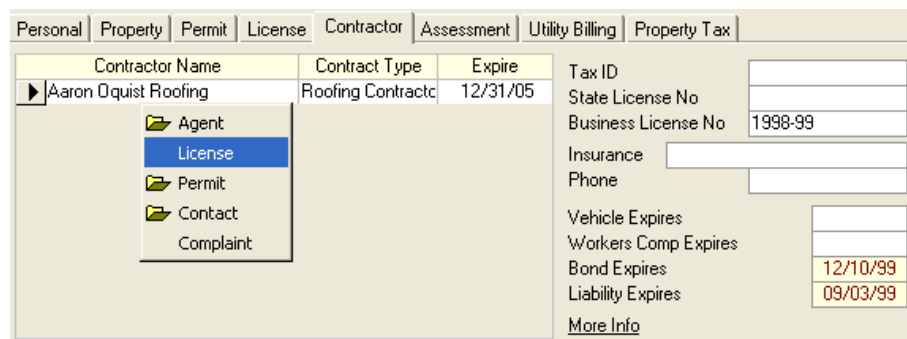 Personal Property Permit License Contractor Assessment Utility Billing Property Tax
Contractor Name Contract Type Expire
Aaron Oquist Roofing Roofing Contractc 12/31/05
Agent
License
Permit
Contact
Complaint
Tax ID
State License No
Business License No 1998-99
Insurance
Phone
Vehicle Expires
Workers Comp Expires
Bond Expires 12/10/99
Liability Expires 09/03/99
More Info